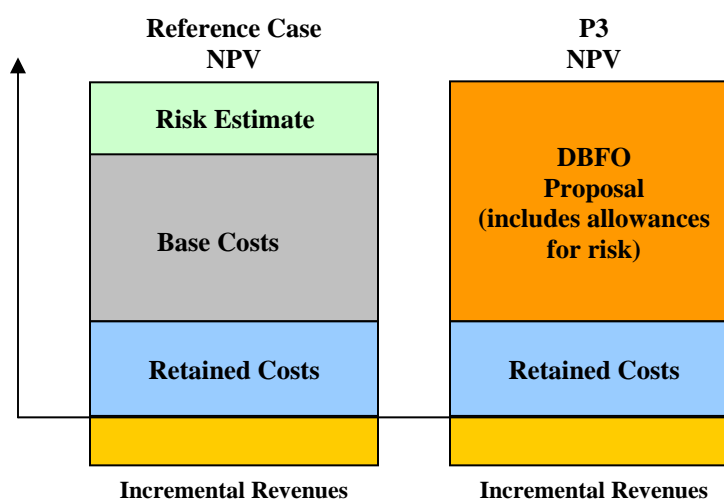 Reference Case
NPV
Risk Estimate
Base Costs
Retained Costs
Incremental Revenues
P3
NPV
DBFO
Proposal
(includes allowances
for risk)
Retained Costs
Incremental Revenues